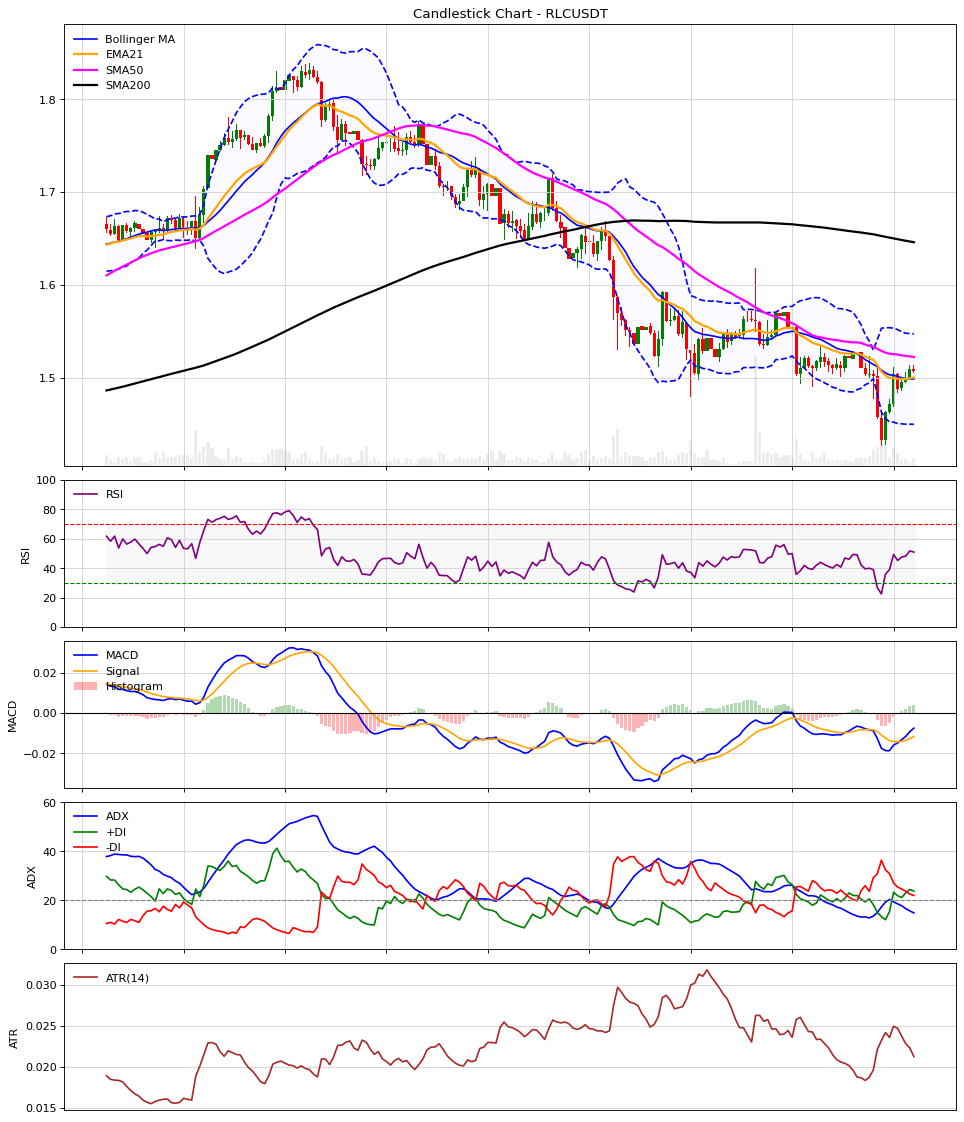 Candlestick Chart - RLCUSDT
Bollinger MA
EMA21
SMA50
SMA200
1.8
1.7
1.6
1.5
RSI
100
80
60
40
20
0
RSI
MACD
Signal
Histogram
0.02
0.00
−0.02
MACD
ADX
+DI
-DI
60
40
20
0
ADX
ATR(14)
0.030
0.025
0.020
0.015
ATR